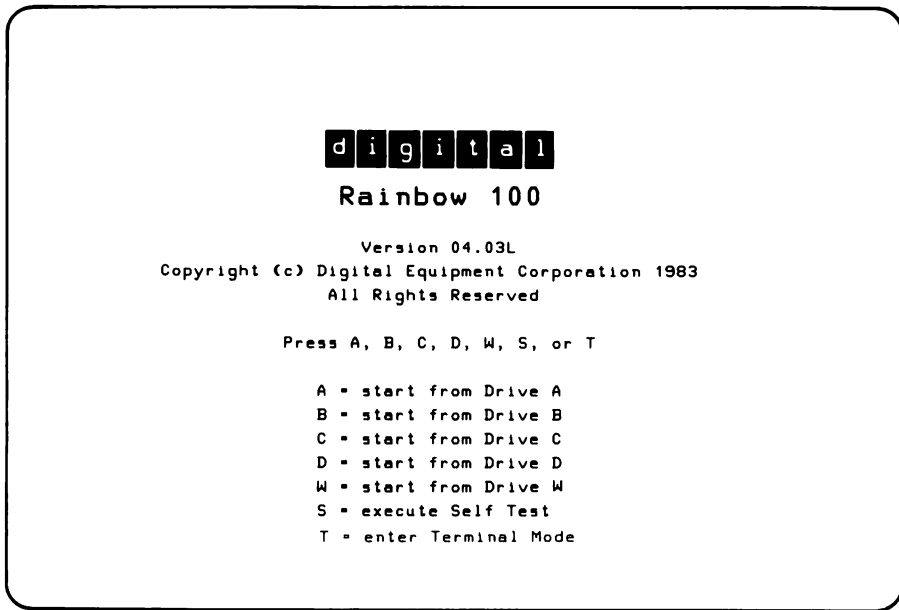 digital
Rainbow 100
Version 04.03L
Copyright (c) Digital Equipment Corporation 1983
All Rights Reserved
Press A, B, C, D, W, S, or T
A = start from Drive A
B = start from Drive B
C = start from Drive C
D = start from Drive D
W = start from Drive W
S = execute Self Test
T = enter Terminal Mode